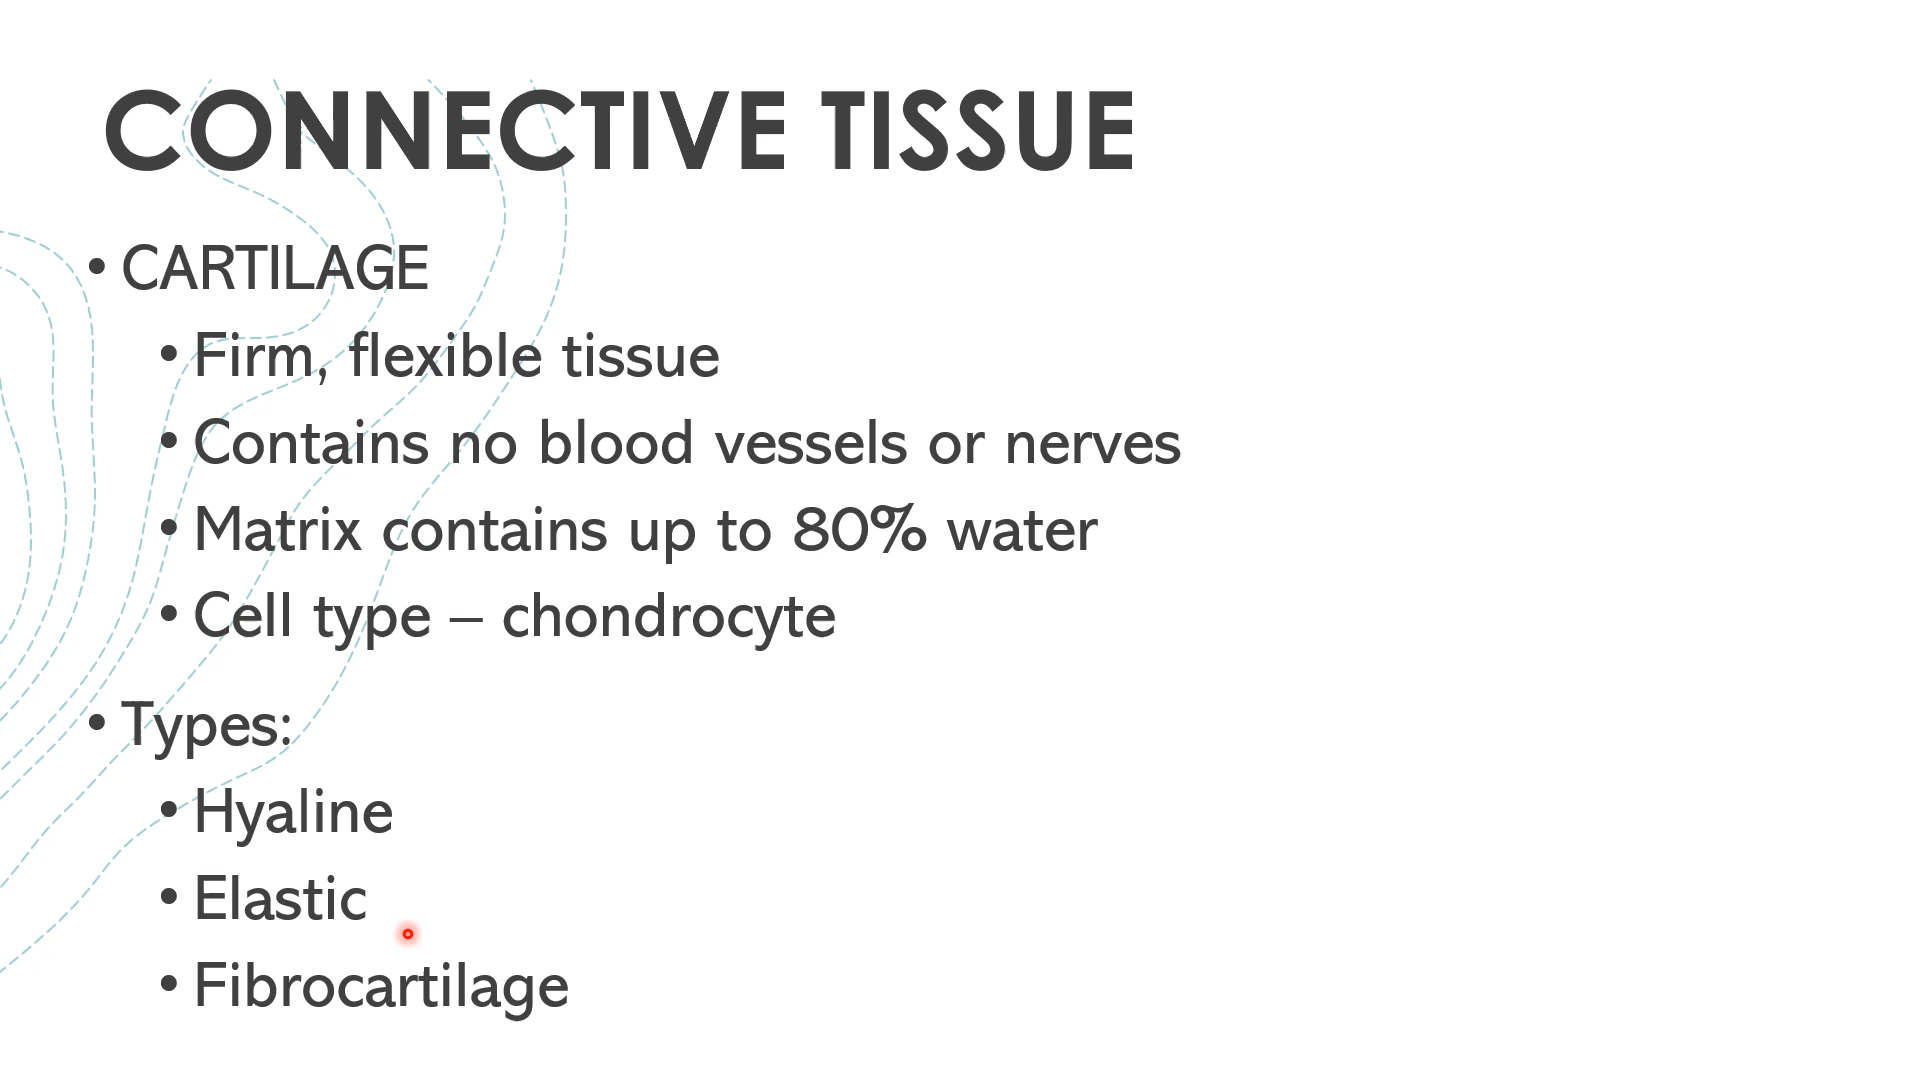 CONNECTIVE TISSUE
• CARTILAGE
• Firm, flexible tissue
• Contains no blood vessels or nerves
• Matrix contains up to 80% water
• Cell type – chondrocyte
• Types:
• Hyaline
• Elastic
• Fibrocartilage